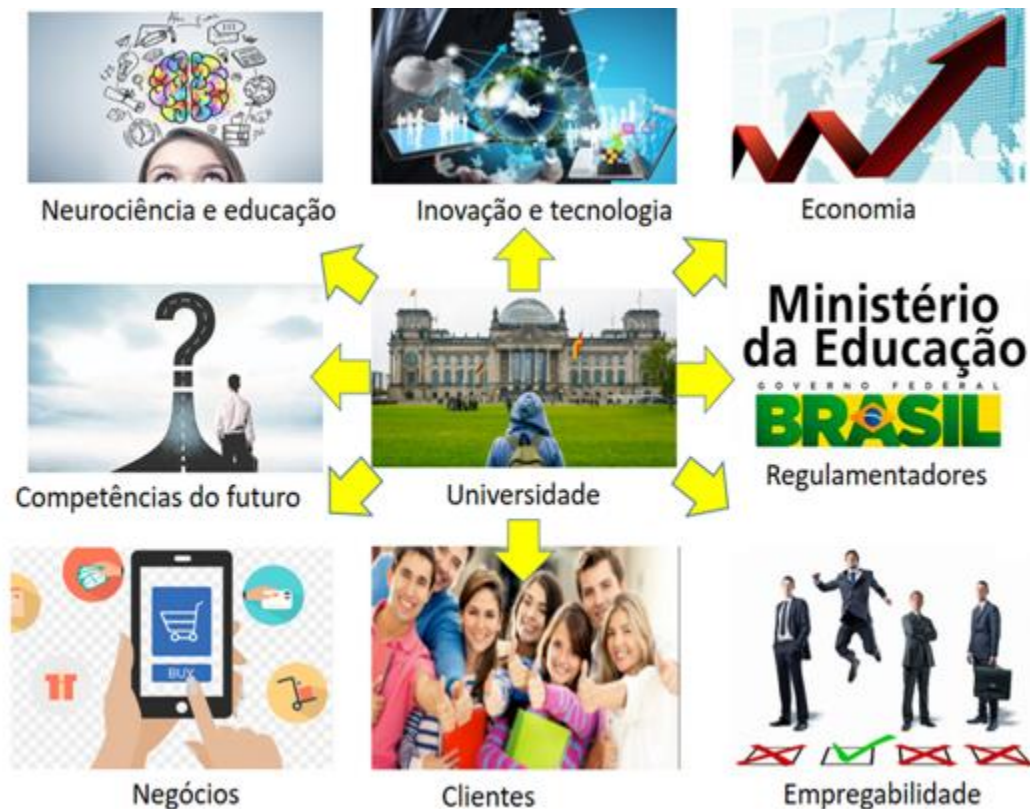 Neurociência e educação
Inovação e tecnologia
Economia
Ministério
da Educação
GOVERNO FEDERAL
BRASIL
Regulamentadores
Competências do futuro
Universidade
BUY
Negócios
Clientes
Empregabilidade